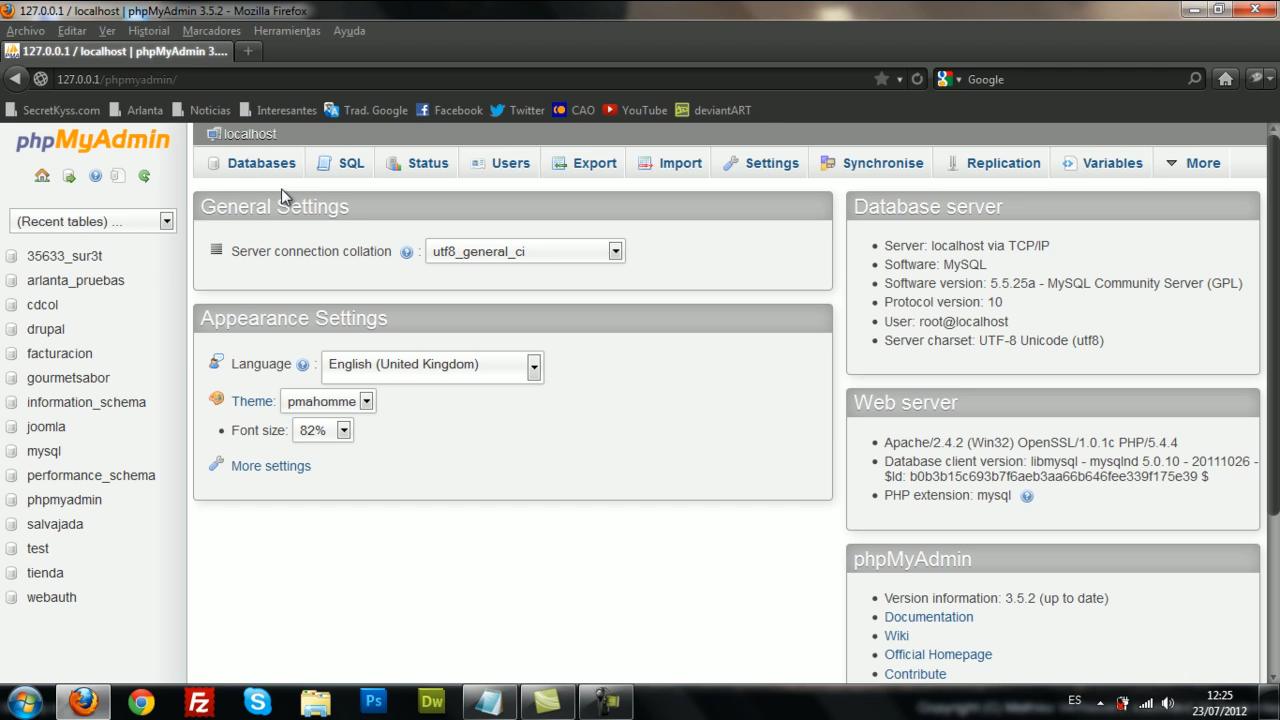 127.0.0.1 / localhost | phpMyAdmin 3.5.2 - Mozilla Firefox
Archivo Editar Ver Historial Marcadores Herramientas Ayuda
127.0.0.1 / localhost | phpMyAdmin 3....
127.0.0.1/phpmyadmin/ Google
SecretKyss.com Arlanta Noticias Interesantes Trad. Google Facebook Twitter CAO YouTube deviantART
phpMyAdmin
(Recent tables) ...
35633_sur3t
arlanta_pruebas
cdcol
drupal
facturacion
gourmetsabor
information_schema
joomla
mysql
performance_schema
phpmyadmin
salvajada
test
tienda
webauth
localhost
Databases SQL Status Users Export Import Settings Synchronise Replication Variables More
General Settings
Server connection collation : utf8_general_ci
Appearance Settings
Language : English (United Kingdom)
Theme: pmahomme
Font size: 82%
More settings
Database server
Server: localhost via TCP/IP
Software: MySQL
Software version: 5.5.25a - MySQL Community Server (GPL)
Protocol version: 10
User: root@localhost
Server charset: UTF-8 Unicode (utf8)
Web server
Apache/2.4.2 (Win32) OpenSSL/1.0.1c PHP/5.4.4
Database client version: libmysql - mysqlnd 5.0.10 - 20111026 -
$Id: b0b3b15c693b7f6aeb3aa66b646fee339f175e39 $
PHP extension: mysql
phpMyAdmin
Version information: 3.5.2 (up to date)
Documentation
Wiki
Official Homepage
Contribute
Ps Dw ES 12:25
23/07/2012